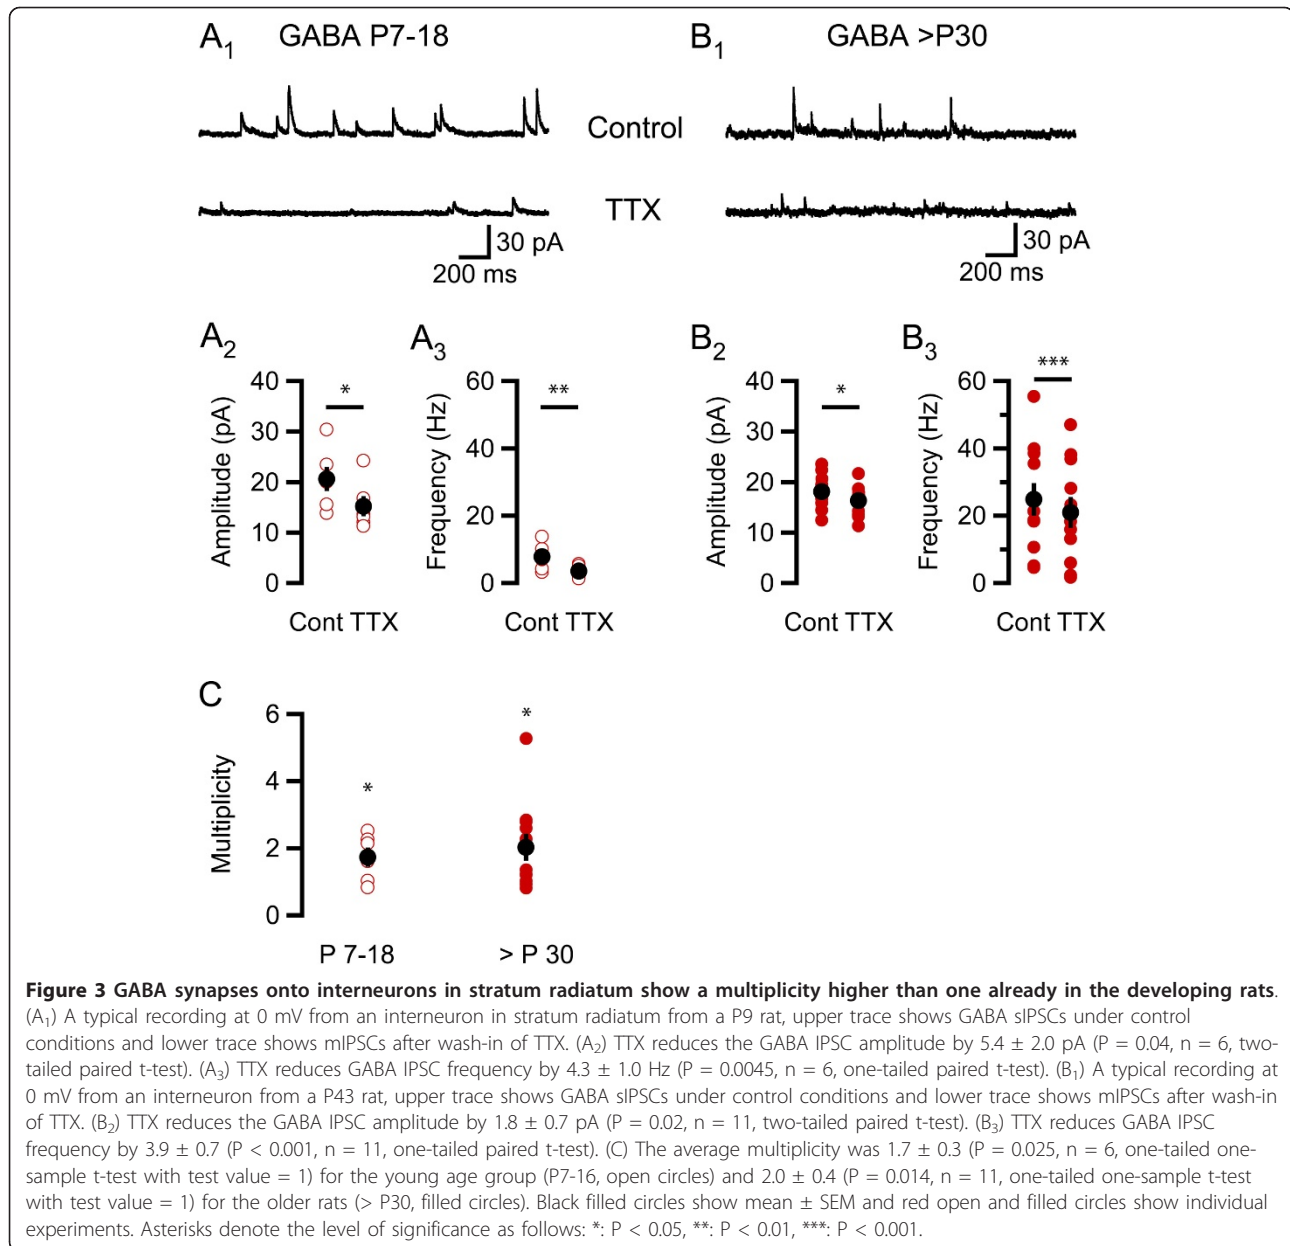 A1 GABA P7-18
B1 GABA >P30
Control
TTX
30 pA
200 ms
30 pA
200 ms
A2
A3
B2
B3
Amplitude (pA)
40
30
20
10
0
*
Cont TTX
Frequency (Hz)
60
40
20
0
**
Cont TTX
Amplitude (pA)
40
30
20
10
0
*
Cont TTX
Frequency (Hz)
60
40
20
0
***
Cont TTX
C
Multiplicity
6
4
2
0
*
*
P 7-18
> P 30
Figure 3 GABA synapses onto interneurons in stratum radiatum show a multiplicity higher than one already in the developing rats.
(A1) A typical recording at 0 mV from an interneuron in stratum radiatum from a P9 rat, upper trace shows GABA sIPSCs under control
conditions and lower trace shows mIPSCs after wash-in of TTX. (A2) TTX reduces the GABA IPSC amplitude by 5.4 ± 2.0 pA (P = 0.04, n = 6, two-
tailed paired t-test). (A3) TTX reduces GABA IPSC frequency by 4.3 ± 1.0 Hz (P = 0.0045, n = 6, one-tailed paired t-test). (B1) A typical recording at
0 mV from an interneuron from a P43 rat, upper trace shows GABA sIPSCs under control conditions and lower trace shows mIPSCs after wash-in
of TTX. (B2) TTX reduces the GABA IPSC amplitude by 1.8 ± 0.7 pA (P = 0.02, n = 11, two-tailed paired t-test). (B3) TTX reduces GABA IPSC
frequency by 3.9 ± 0.7 (P < 0.001, n = 11, one-tailed paired t-test). (C) The average multiplicity was 1.7 ± 0.3 (P = 0.025, n = 6, one-tailed one-
sample t-test with test value = 1) for the young age group (P7-16, open circles) and 2.0 ± 0.4 (P = 0.014, n = 11, one-tailed one-sample t-test
with test value = 1) for the older rats (> P30, filled circles). Black filled circles show mean ± SEM and red open and filled circles show individual
experiments. Asterisks denote the level of significance as follows: *: P < 0.05, **: P < 0.01, ***: P < 0.001.